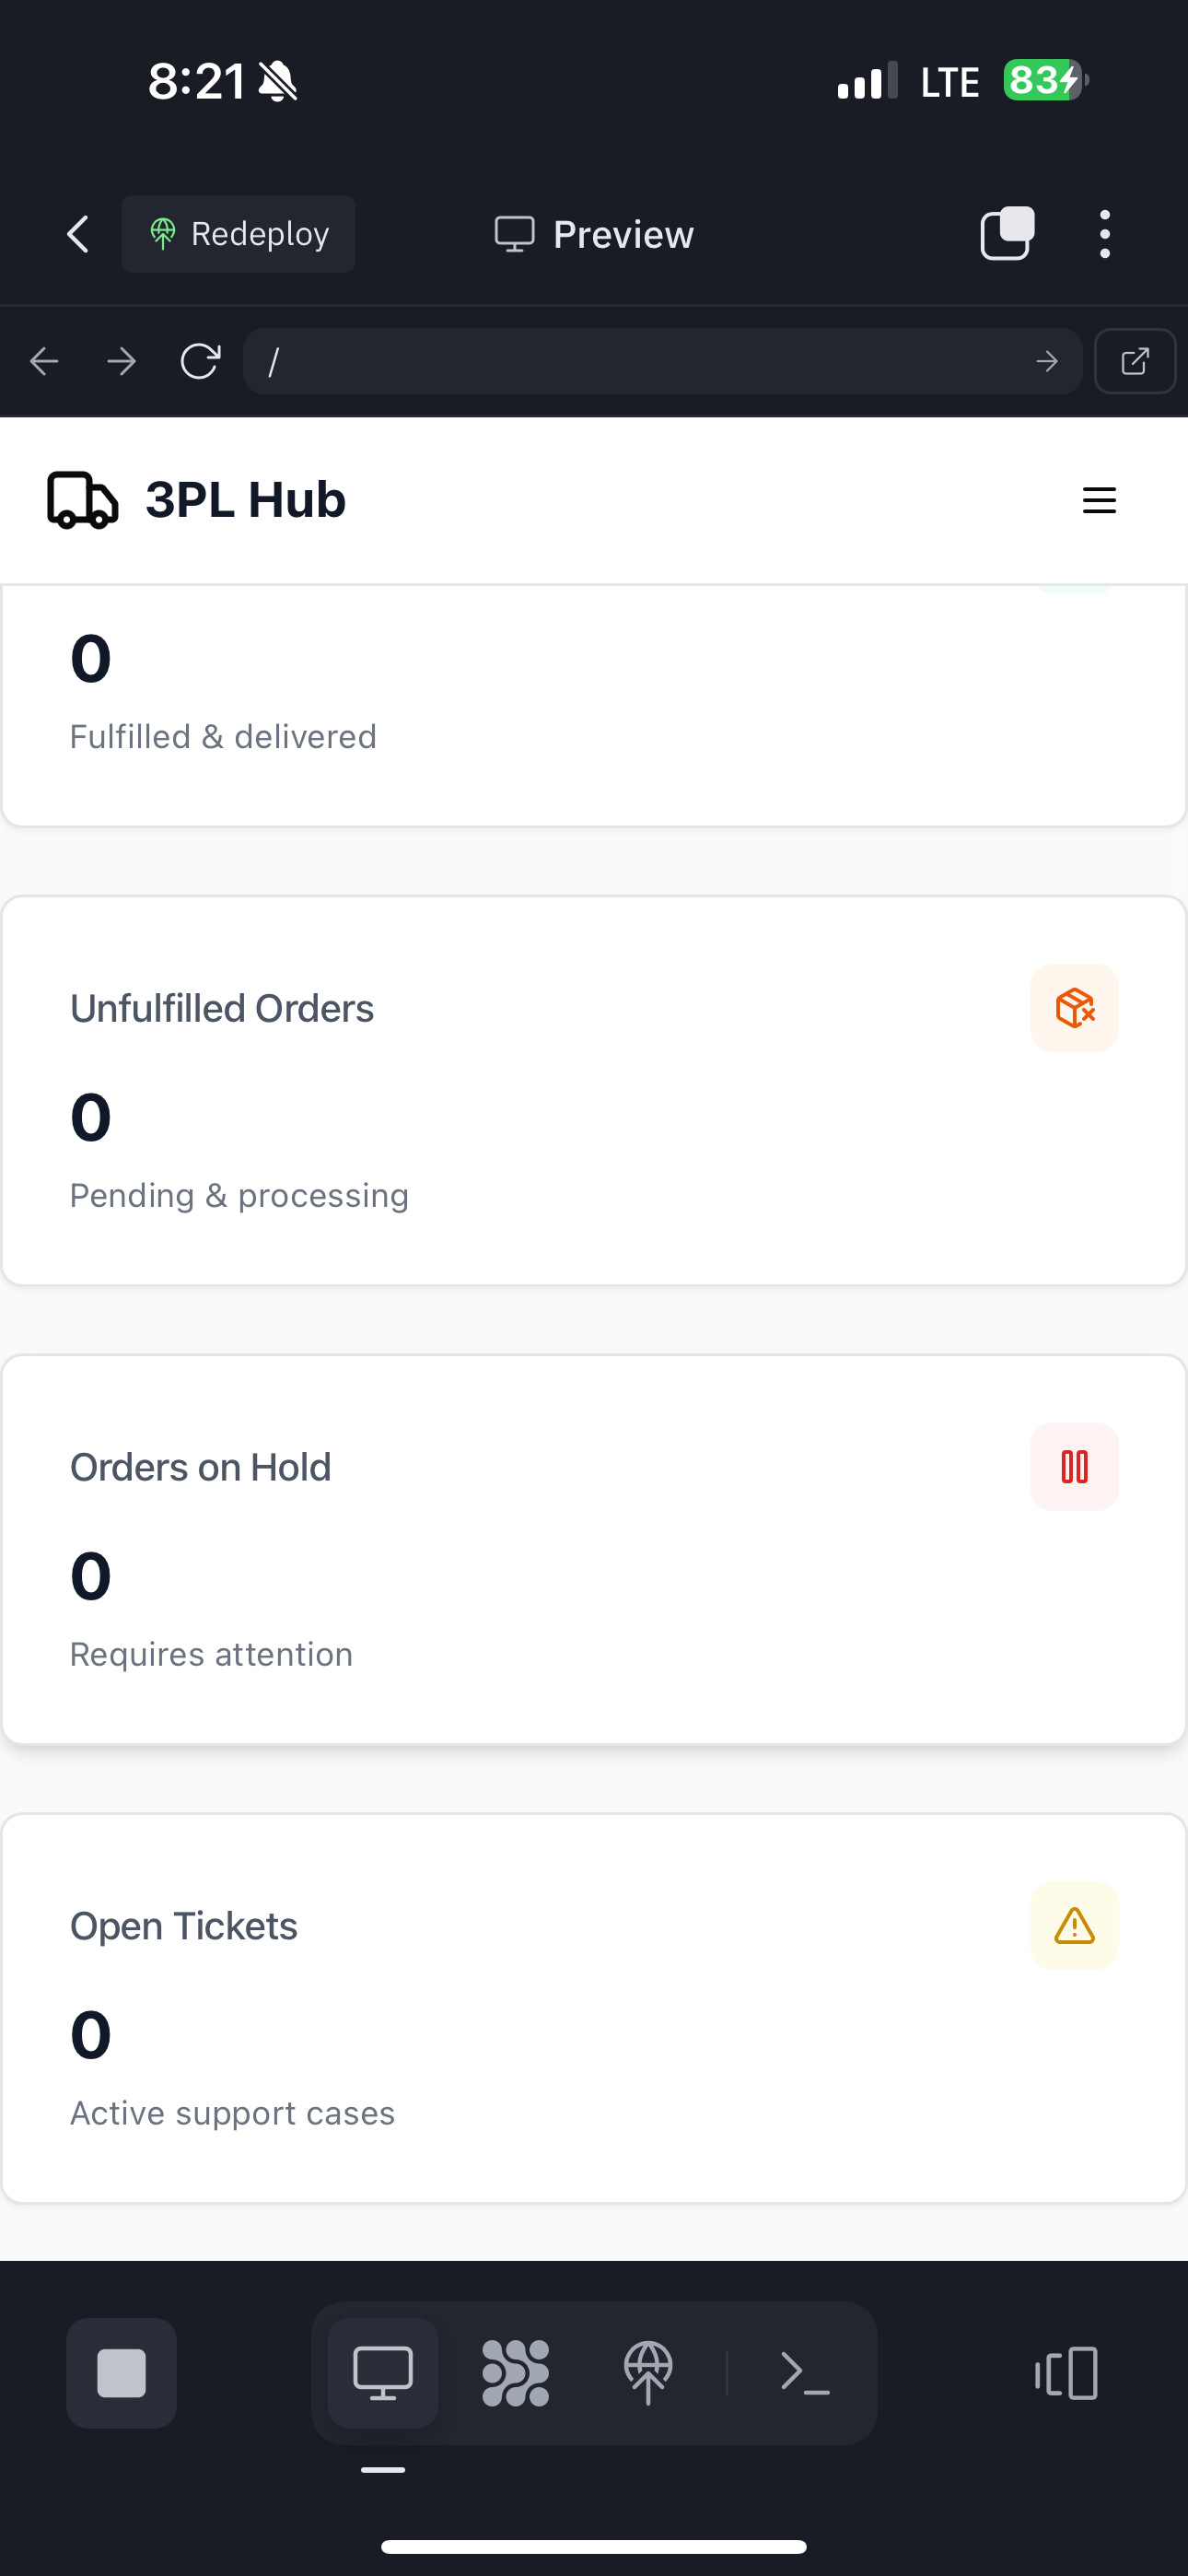 8:21
LTE
83
Redeploy
Preview
/
3PL Hub
0
Fulfilled & delivered
Unfulfilled Orders
0
Pending & processing
Orders on Hold
0
Requires attention
Open Tickets
0
Active support cases